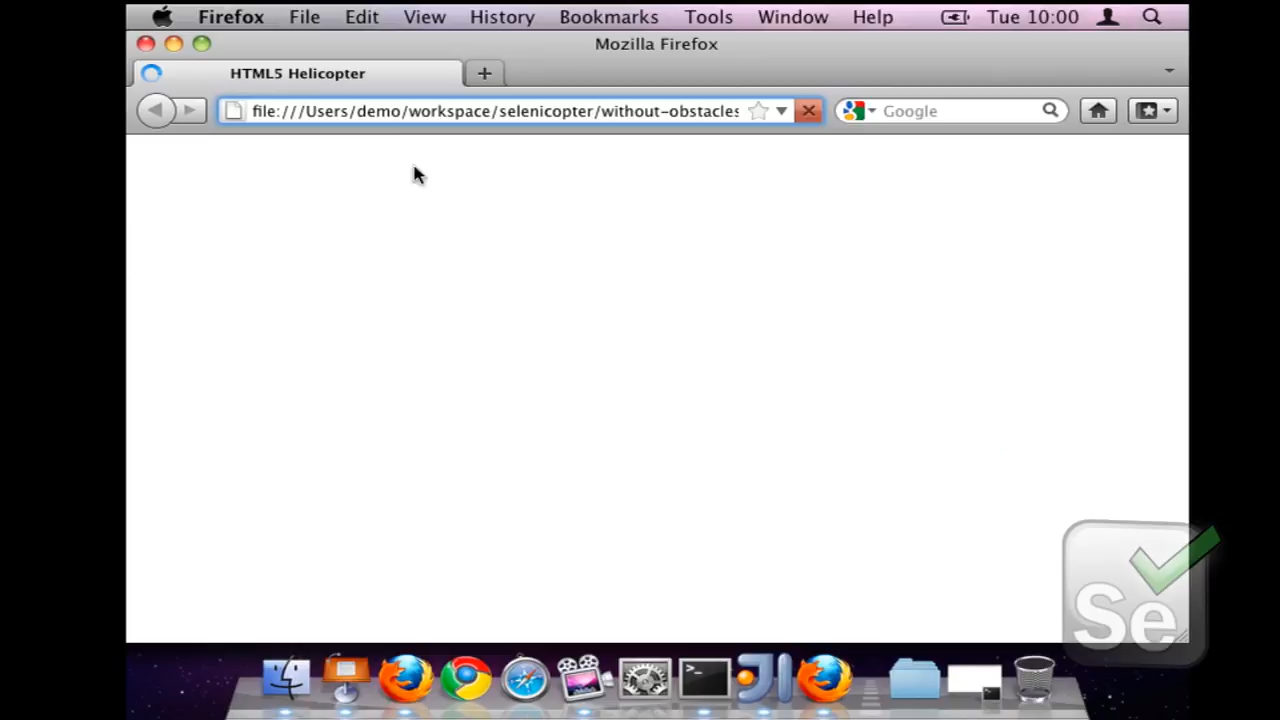 Firefox File Edit View History Bookmarks Tools Window Help Tue 10:00
Mozilla Firefox
HTML5 Helicopter
file:///Users/demo/workspace/selenicopter/without-obstacles
Google
Se